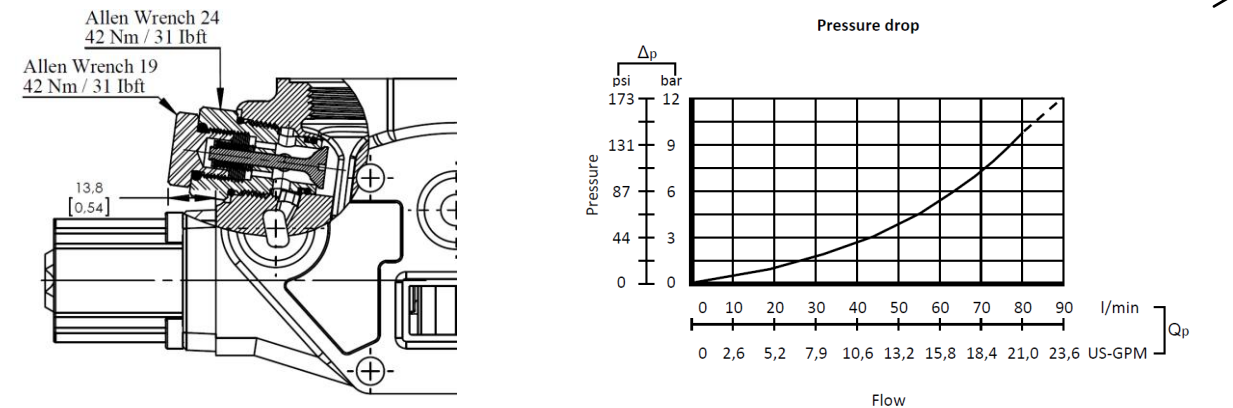 Allen Wrench 24
42 Nm / 31 Ibft
Allen Wrench 19
42 Nm / 31 Ibft
13,8
[0,54]
Pressure drop
Δp
psi bar
173 12
131 9
87 6
44 3
0 0
Pressure
0 10 20 30 40 50 60 70 80 90 l/min
Qp
0 2,6 5,2 7,9 10,6 13,2 15,8 18,4 21,0 23,6 US-GPM
Flow